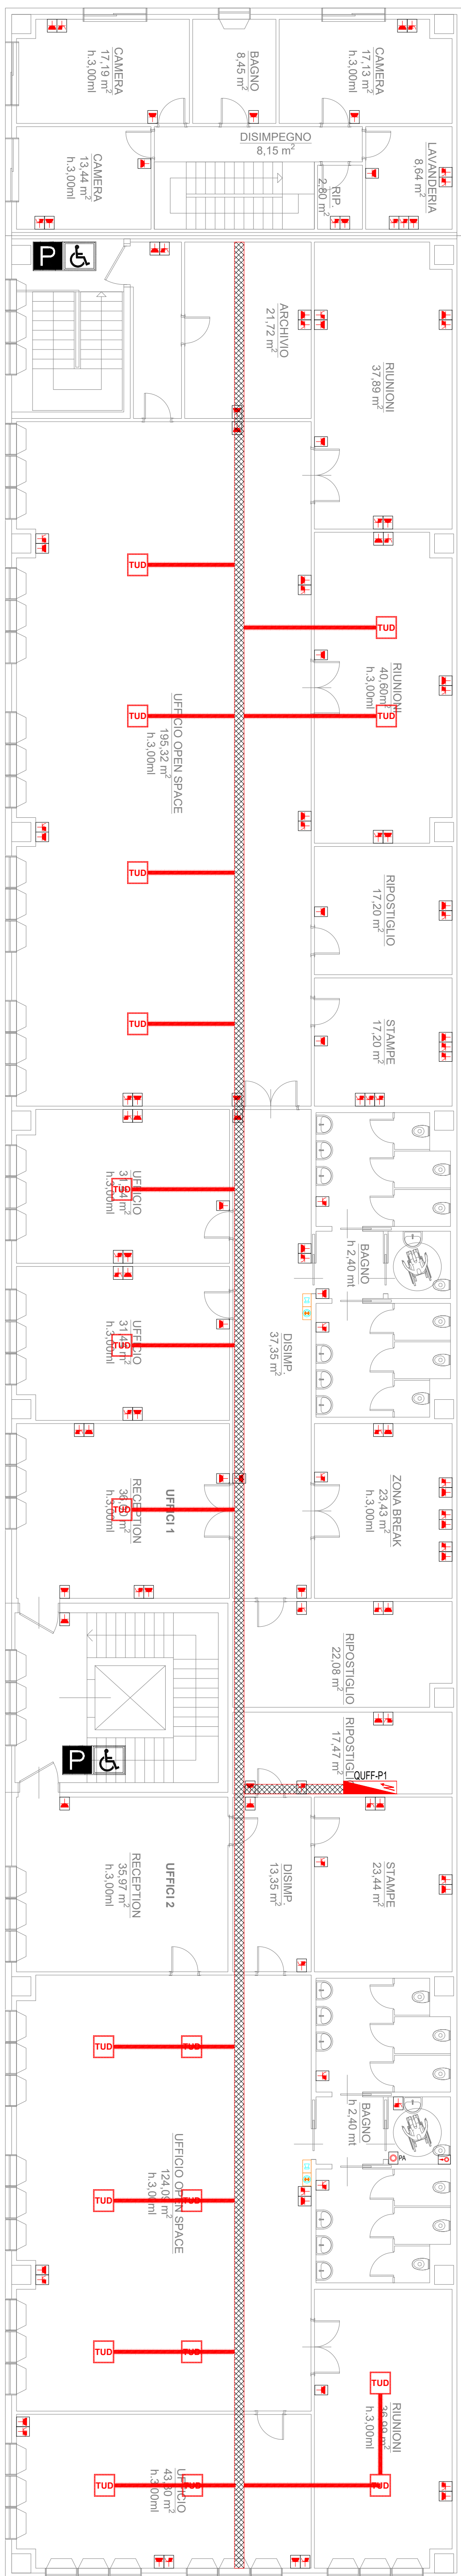 CAMERA
17,19 m²
h.3,00ml
BAGNO
8,45 m²
CAMERA
17,13 m²
h.3,00ml
DISIMPEGNO
8,15 m²
CAMERA
13,44 m²
h.3,00ml
RIP.
2,80 m²
LAVANDERIA
8,64 m²
P
ARCHIVIO
21,72 m²
RIUNIONI
37,89 m²
TUD
TUD
RIUNIONI
40,60m²
h.3,00ml
TUD
TUD
UFFICIO OPEN SPACE
195,32 m²
h.3,00ml
TUD
RIPOSTIGLIO
17,20 m²
TUD
STAMPE
17,20 m²
UFFICIO
h.3,00ml
TUD
BAGNO
h 2,40 mt
UFFICIO
h.3,00ml
TUD
DISIMP.
37,35 m²
UFFICI 1
RECEPTION
h.3,00ml
TUD
ZONA BREAK
23,43 m²
h.3,00ml
RIPOSTIGLIO
22,08 m²
RIPOSTIGLIO
17,47 m²
P
QUFF-P1
UFFICI 2
RECEPTION
35,97 m²
h.3,00ml
DISIMP.
13,35 m²
STAMPE
23,44 m²
TUD
TUD
BAGNO
h 2,40 mt
PA
UFFICIO OPEN SPACE
124,09 m²
h.3,00ml
TUD
TUD
TUD
TUD
TUD
RIUNIONI
h.3,00ml
UFFICIO
43,80 m²
h.3,00ml
TUD
TUD
TUD